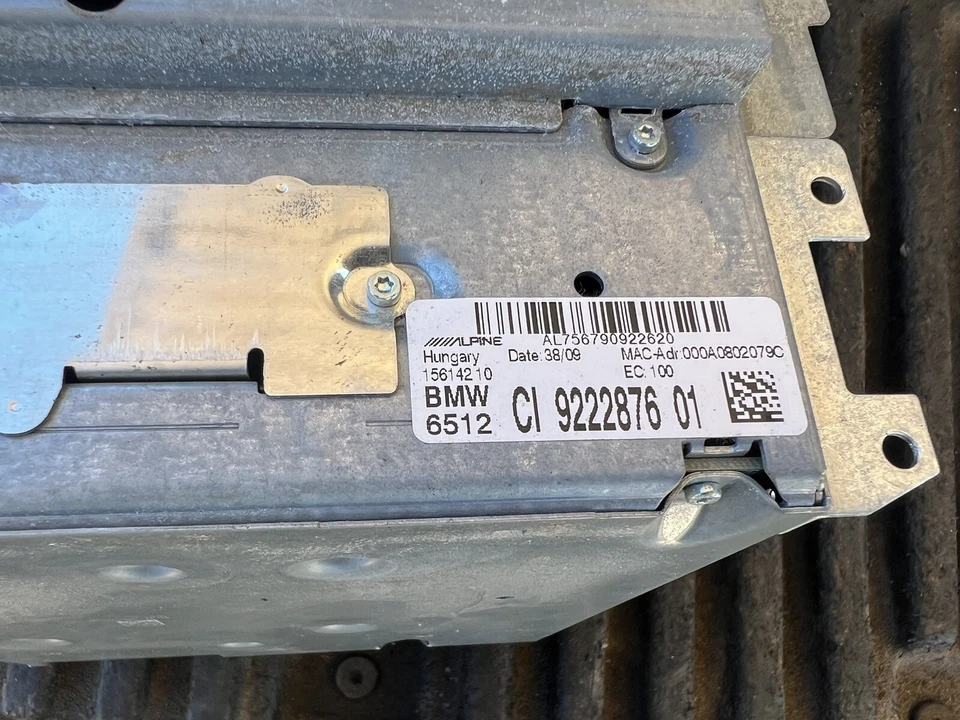 AL756790922620
ALPINE
Hungary Date: 38/09 MAC-Adr:000A0802079C
15614210 EC: 100
BMW
6512 CI 9222876 01